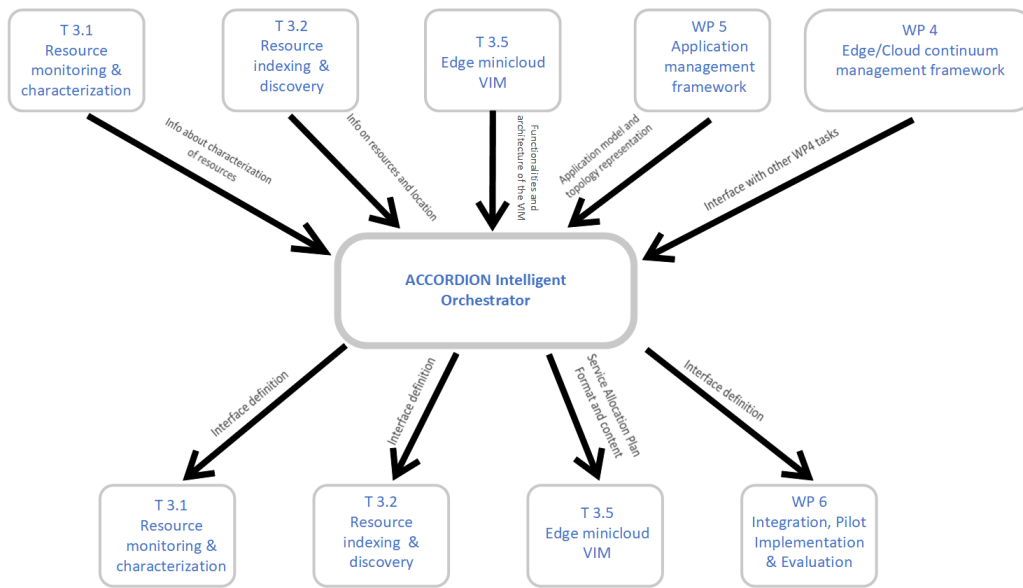 T 3.1
Resource
monitoring &
characterization
T 3.2
Resource
indexing & 
discovery
T 3.5
Edge minicloud
VIM
WP 5
Application
management
framework
WP 4
Edge/Cloud continuum
management framework
Info about characterization
of resources
Info on resources and location
Functionalities and
architecture of the VIM
Application model and
topology representation
Interface with other WP4 tasks
ACCORDION Intelligent
Orchestrator
Interface definition
Interface definition
Service Allocation Plan
Format and content
Interface definition
T 3.1
Resource
monitoring &
characterization
T 3.2
Resource
indexing & 
discovery
T 3.5
Edge minicloud
VIM
WP 6
Integration, Pilot
Implementation
& Evaluation